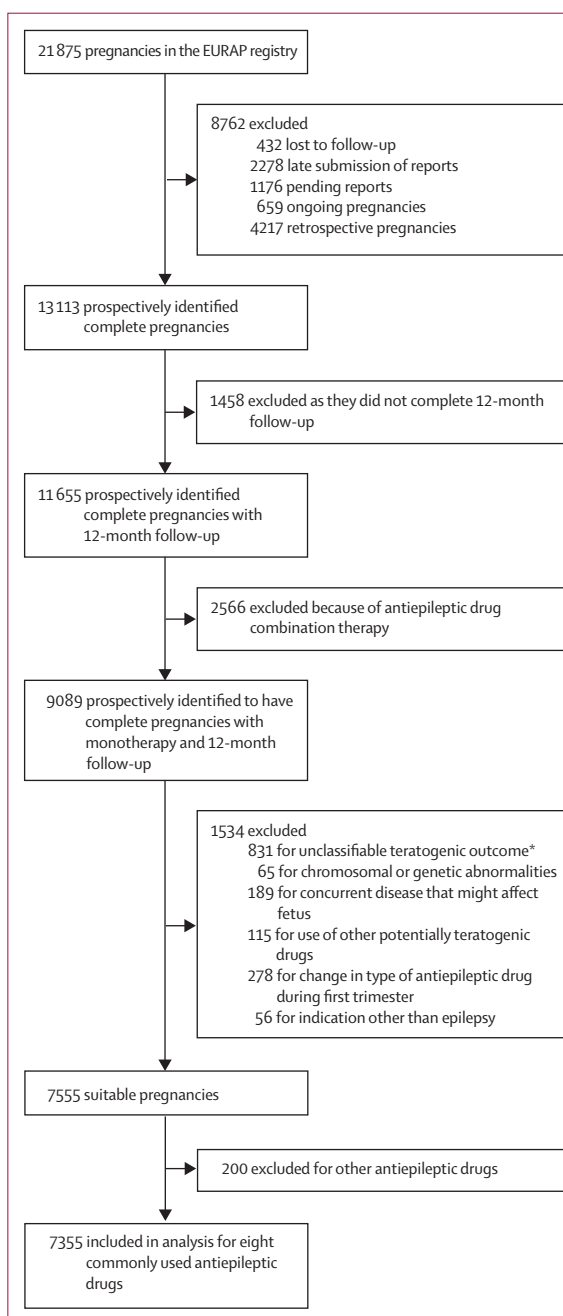 21 875 pregnancies in the EURAP registry
8762 excluded
432 lost to follow-up
2278 late submission of reports
1176 pending reports
659 ongoing pregnancies
4217 retrospective pregnancies
13 113 prospectively identified
complete pregnancies
1458 excluded as they did not complete 12-month
follow-up
11 655 prospectively identified
complete pregnancies with
12-month follow-up
2566 excluded because of antiepileptic drug
combination therapy
9089 prospectively identified to have
complete pregnancies with
monotherapy and 12-month
follow-up
1534 excluded
831 for unclassifiable teratogenic outcome*
65 for chromosomal or genetic abnormalities
189 for concurrent disease that might affect
fetus
115 for use of other potentially teratogenic
drugs
278 for change in type of antiepileptic drug
during first trimester
56 for indication other than epilepsy
7555 suitable pregnancies
200 excluded for other antiepileptic drugs
7355 included in analysis for eight
commonly used antiepileptic
drugs